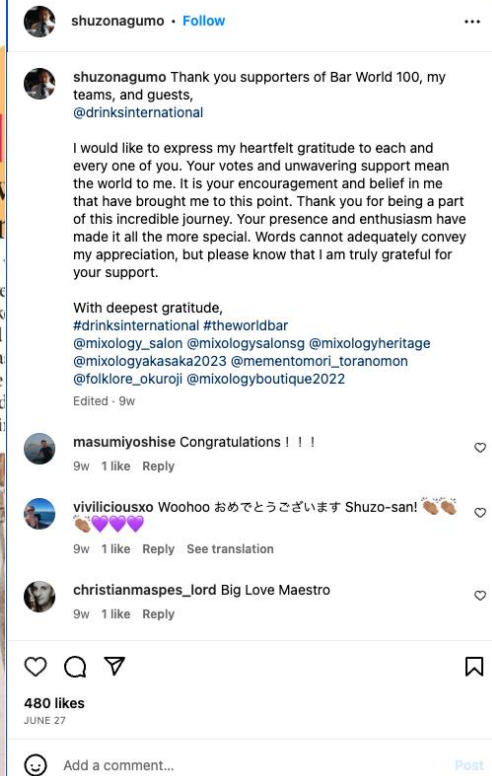 shuzonagumo • Follow
shuzonagumo Thank you supporters of Bar World 100, my
teams, and guests,
@drinksinternational
I would like to express my heartfelt gratitude to each and
every one of you. Your votes and unwavering support mean
the world to me. It is your encouragement and belief in me
that have brought me to this point. Thank you for being a part
of this incredible journey. Your presence and enthusiasm have
made it all the more special. Words cannot adequately convey
my appreciation, but please know that I am truly grateful for
your support.
With deepest gratitude,
#drinksinternational #theworldbar
@mixology_salon @mixologysalonsg @mixologyheritage
@mixologyakasaka2023 @mementomori_toranomon
@folklore_okuroji @mixologyboutique2022
Edited · 9w
masumiyoshise Congratulations！！！
9w 1 like Reply
viviliciousxo Woohoo おめでとうございます Shuzo-san! 👏🏽👏🏽
👏🏽💜💜💜
9w 1 like Reply See translation
christianmaspes_lord Big Love Maestro
9w 1 like Reply
480 likes
JUNE 27
Add a comment...
Post